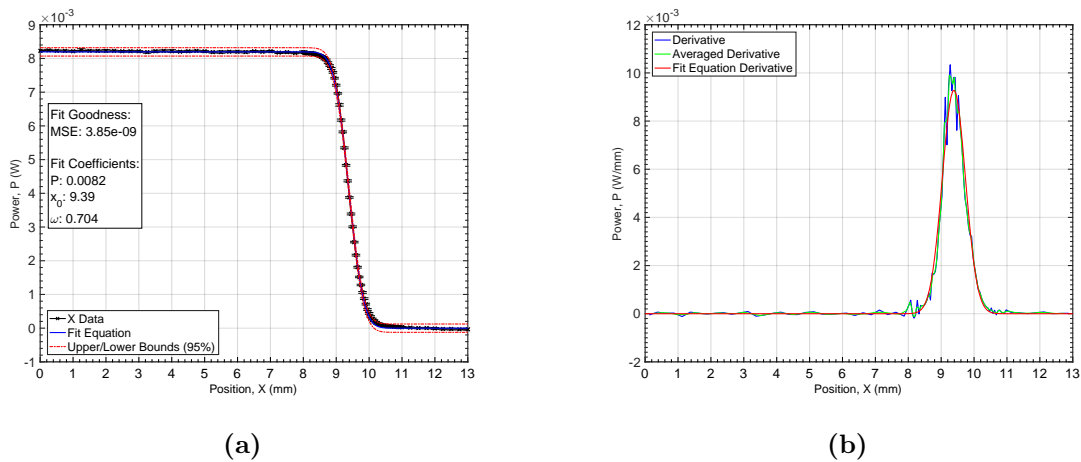 ×10⁻³
9
8
7
6
5
4
3
2
1
0
-1
Power, P (W)
Fit Goodness:
MSE: 3.85e-09
Fit Coefficients:
P: 0.0082
x₀: 9.39
ω: 0.704
X Data
Fit Equation
Upper/Lower Bounds (95%)
0 1 2 3 4 5 6 7 8 9 10 11 12 13
Position, X (mm)
(a)
×10⁻³
12
10
8
6
4
2
0
-2
Power, P (W/mm)
Derivative
Averaged Derivative
Fit Equation Derivative
0 1 2 3 4 5 6 7 8 9 10 11 12 13
Position, X (mm)
(b)